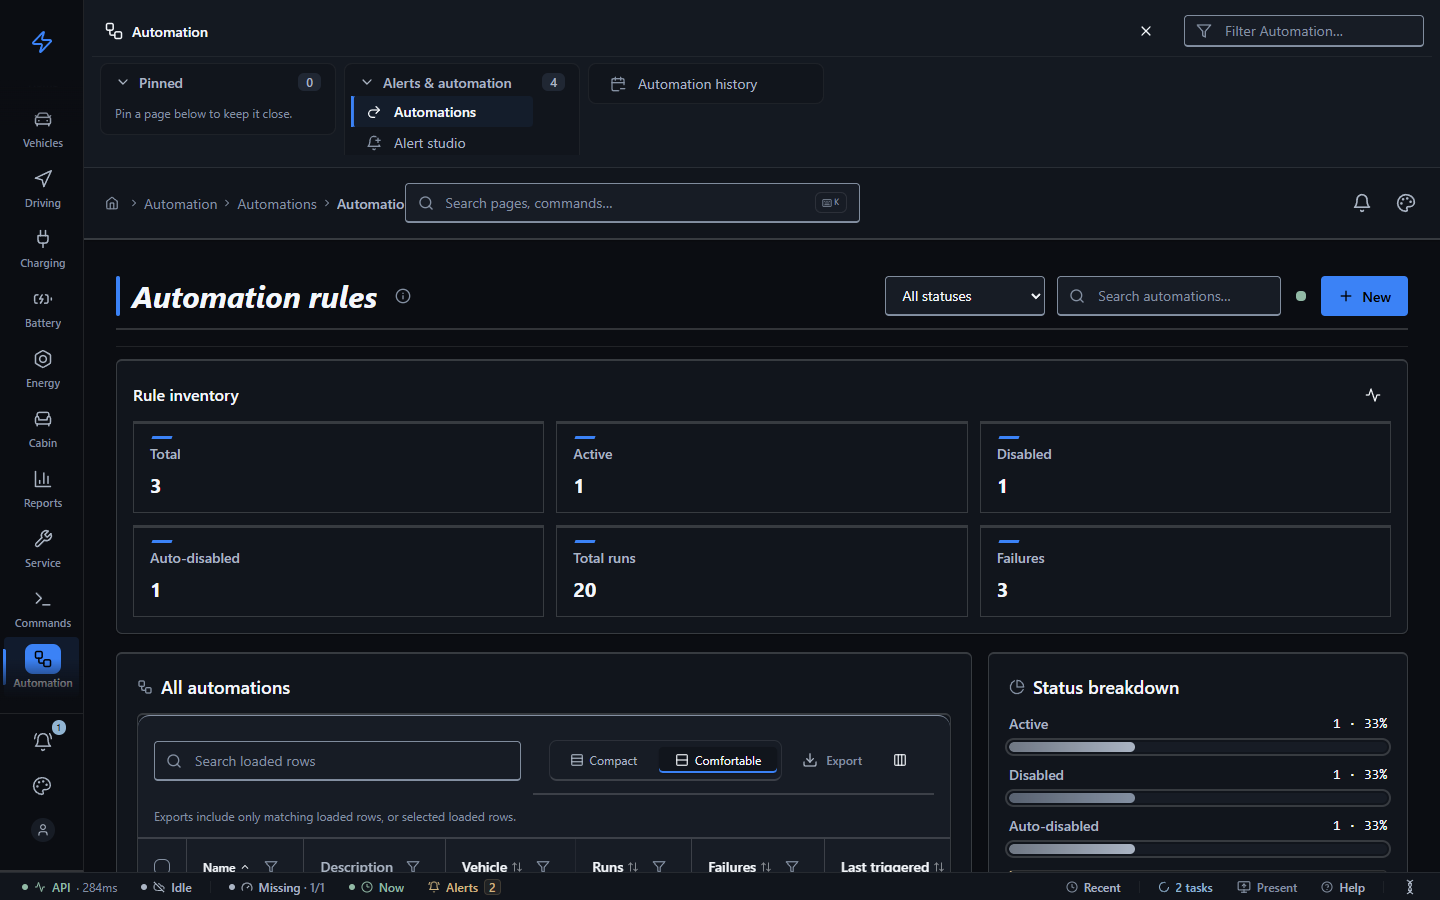 Automation
Filter Automation...
Pinned 0
Pin a page below to keep it close.
Alerts & automation 4
Automations
Alert studio
Automation history
Vehicles
Driving
Charging
Battery
Energy
Cabin
Reports
Service
Commands
Automation
1
Automation > Automations > Automatio
Search pages, commands...
K
Automation rules
All statuses
Search automations...
New
Rule inventory
Total
3
Active
1
Disabled
1
Auto-disabled
1
Total runs
20
Failures
3
All automations
Search loaded rows
Compact
Comfortable
Export
Exports include only matching loaded rows, or selected loaded rows.
Name
Description
Vehicle
Runs
Failures
Last triggered
Status breakdown
Active 1 · 33%
Disabled 1 · 33%
Auto-disabled 1 · 33%
API · 284ms
Idle
Missing · 1/1
Now
Alerts 2
Recent
2 tasks
Present
Help